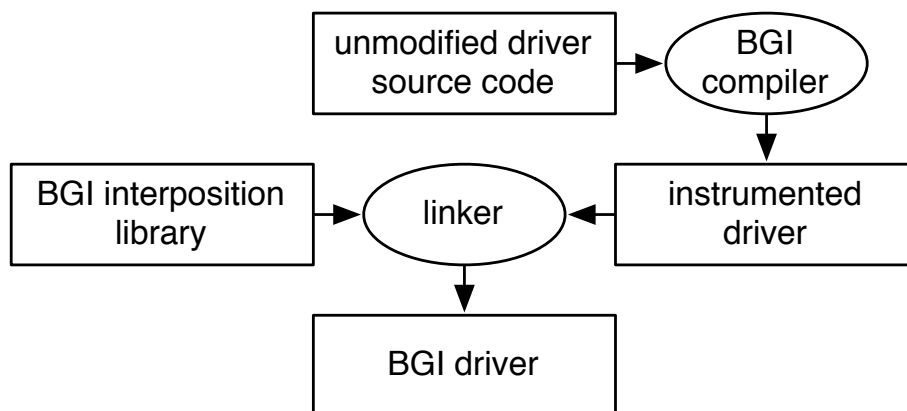 unmodified driver
source code
BGI
compiler
BGI interposition
library
linker
instrumented
driver
BGI driver